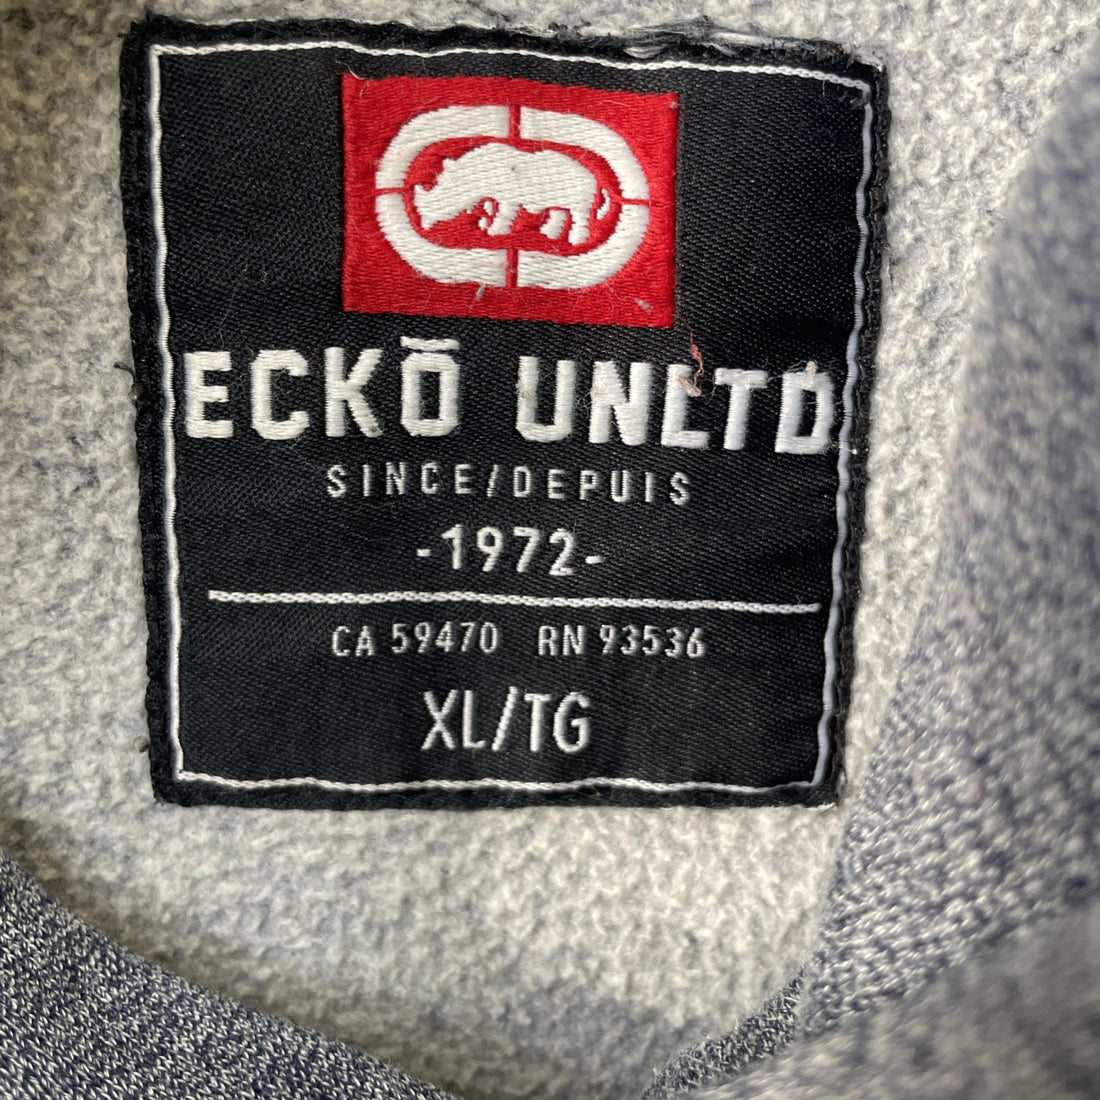 ECKŌ UNLTD
SINCE/DEPUIS
-1972-
CA 59470 RN 93536
XL/TG